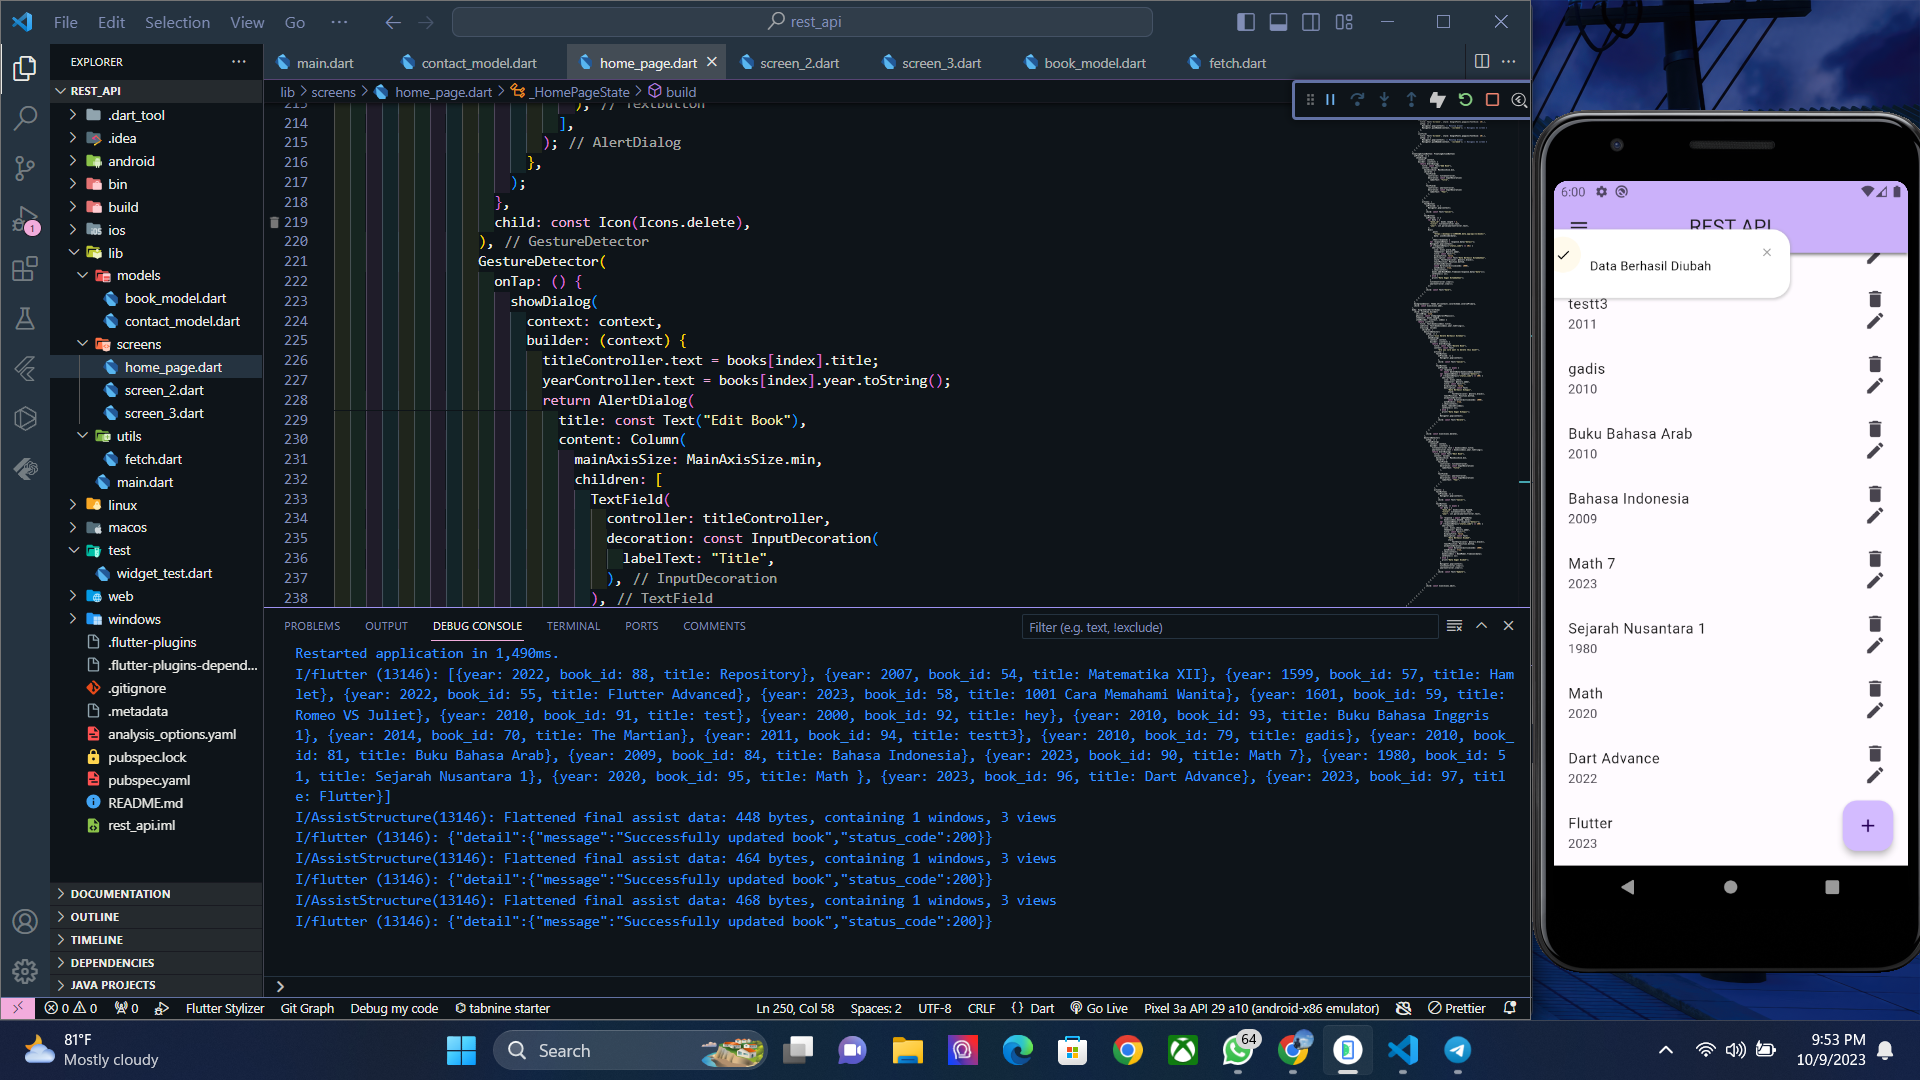 File Edit Selection View Go ···
rest_api
EXPLORER
main.dart contact_model.dart home_page.dart screen_2.dart screen_3.dart book_model.dart fetch.dart
lib > screens > home_page.dart > _HomePageState > build
REST_API
.dart_tool
.idea
android
bin
build
ios
lib
models
book_model.dart
contact_model.dart
screens
home_page.dart
screen_2.dart
screen_3.dart
utils
fetch.dart
main.dart
linux
macos
test
widget_test.dart
web
windows
.flutter-plugins
.flutter-plugins-depend...
.gitignore
.metadata
analysis_options.yaml
pubspec.lock
pubspec.yaml
README.md
rest_api.iml
DOCUMENTATION
OUTLINE
TIMELINE
DEPENDENCIES
JAVA PROJECTS
1
213 ), // TextButton
214 ],
215 ); // AlertDialog
216 },
217 );
218 },
219 child: const Icon(Icons.delete),
220 ), // GestureDetector
221 GestureDetector(
222 onTap: () {
223 showDialog(
224 context: context,
225 builder: (context) {
226 titleController.text = books[index].title;
227 yearController.text = books[index].year.toString();
228 return AlertDialog(
229 title: const Text("Edit Book"),
230 content: Column(
231 mainAxisSize: MainAxisSize.min,
232 children: [
233 TextField(
234 controller: titleController,
235 decoration: const InputDecoration(
236 labelText: "Title",
237 ), // InputDecoration
238 ), // TextField
PROBLEMS OUTPUT DEBUG CONSOLE TERMINAL PORTS COMMENTS
Filter (e.g. text, !exclude)
Restarted application in 1,490ms.
I/flutter (13146): [{year: 2022, book_id: 88, title: Repository}, {year: 2007, book_id: 54, title: Matematika XII}, {year: 1599, book_id: 57, title: Ham
let}, {year: 2022, book_id: 55, title: Flutter Advanced}, {year: 2023, book_id: 58, title: 1001 Cara Memahami Wanita}, {year: 1601, book_id: 59, title:
Romeo VS Juliet}, {year: 2010, book_id: 91, title: test}, {year: 2000, book_id: 92, title: hey}, {year: 2010, book_id: 93, title: Buku Bahasa Inggris
1}, {year: 2014, book_id: 70, title: The Martian}, {year: 2011, book_id: 94, title: testt3}, {year: 2010, book_id: 79, title: gadis}, {year: 2010, book_
id: 81, title: Buku Bahasa Arab}, {year: 2009, book_id: 84, title: Bahasa Indonesia}, {year: 2023, book_id: 90, title: Math 7}, {year: 1980, book_id: 5
1, title: Sejarah Nusantara 1}, {year: 2020, book_id: 95, title: Math }, {year: 2023, book_id: 96, title: Dart Advance}, {year: 2023, book_id: 97, titl
e: Flutter}]
I/AssistStructure(13146): Flattened final assist data: 448 bytes, containing 1 windows, 3 views
I/flutter (13146): {"detail":{"message":"Successfully updated book","status_code":200}}
I/AssistStructure(13146): Flattened final assist data: 464 bytes, containing 1 windows, 3 views
I/flutter (13146): {"detail":{"message":"Successfully updated book","status_code":200}}
I/AssistStructure(13146): Flattened final assist data: 468 bytes, containing 1 windows, 3 views
I/flutter (13146): {"detail":{"message":"Successfully updated book","status_code":200}}
0 0 0 Flutter Stylizer Git Graph Debug my code tabnine starter Ln 250, Col 58 Spaces: 2 UTF-8 CRLF {} Dart Go Live Pixel 3a API 29 a10 (android-x86 emulator) Prettier
6:00
REST API
Data Berhasil Diubah
testt3
2011
gadis
2010
Buku Bahasa Arab
2010
Bahasa Indonesia
2009
Math 7
2023
Sejarah Nusantara 1
1980
Math
2020
Dart Advance
2022
Flutter
2023
81°F
Mostly cloudy
Search
64
9:53 PM
10/9/2023